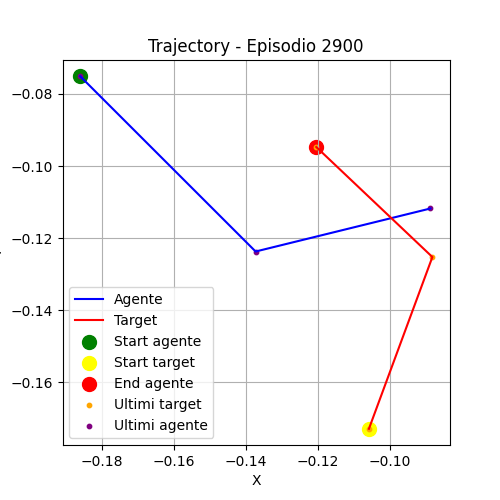 Trajectory - Episodio 2900
−0.08
−0.10
−0.12
−0.14
−0.16
Agente
Target
Start agente
Start target
End agente
Ultimi target
Ultimi agente
−0.18
−0.16
−0.14
−0.12
−0.10
X